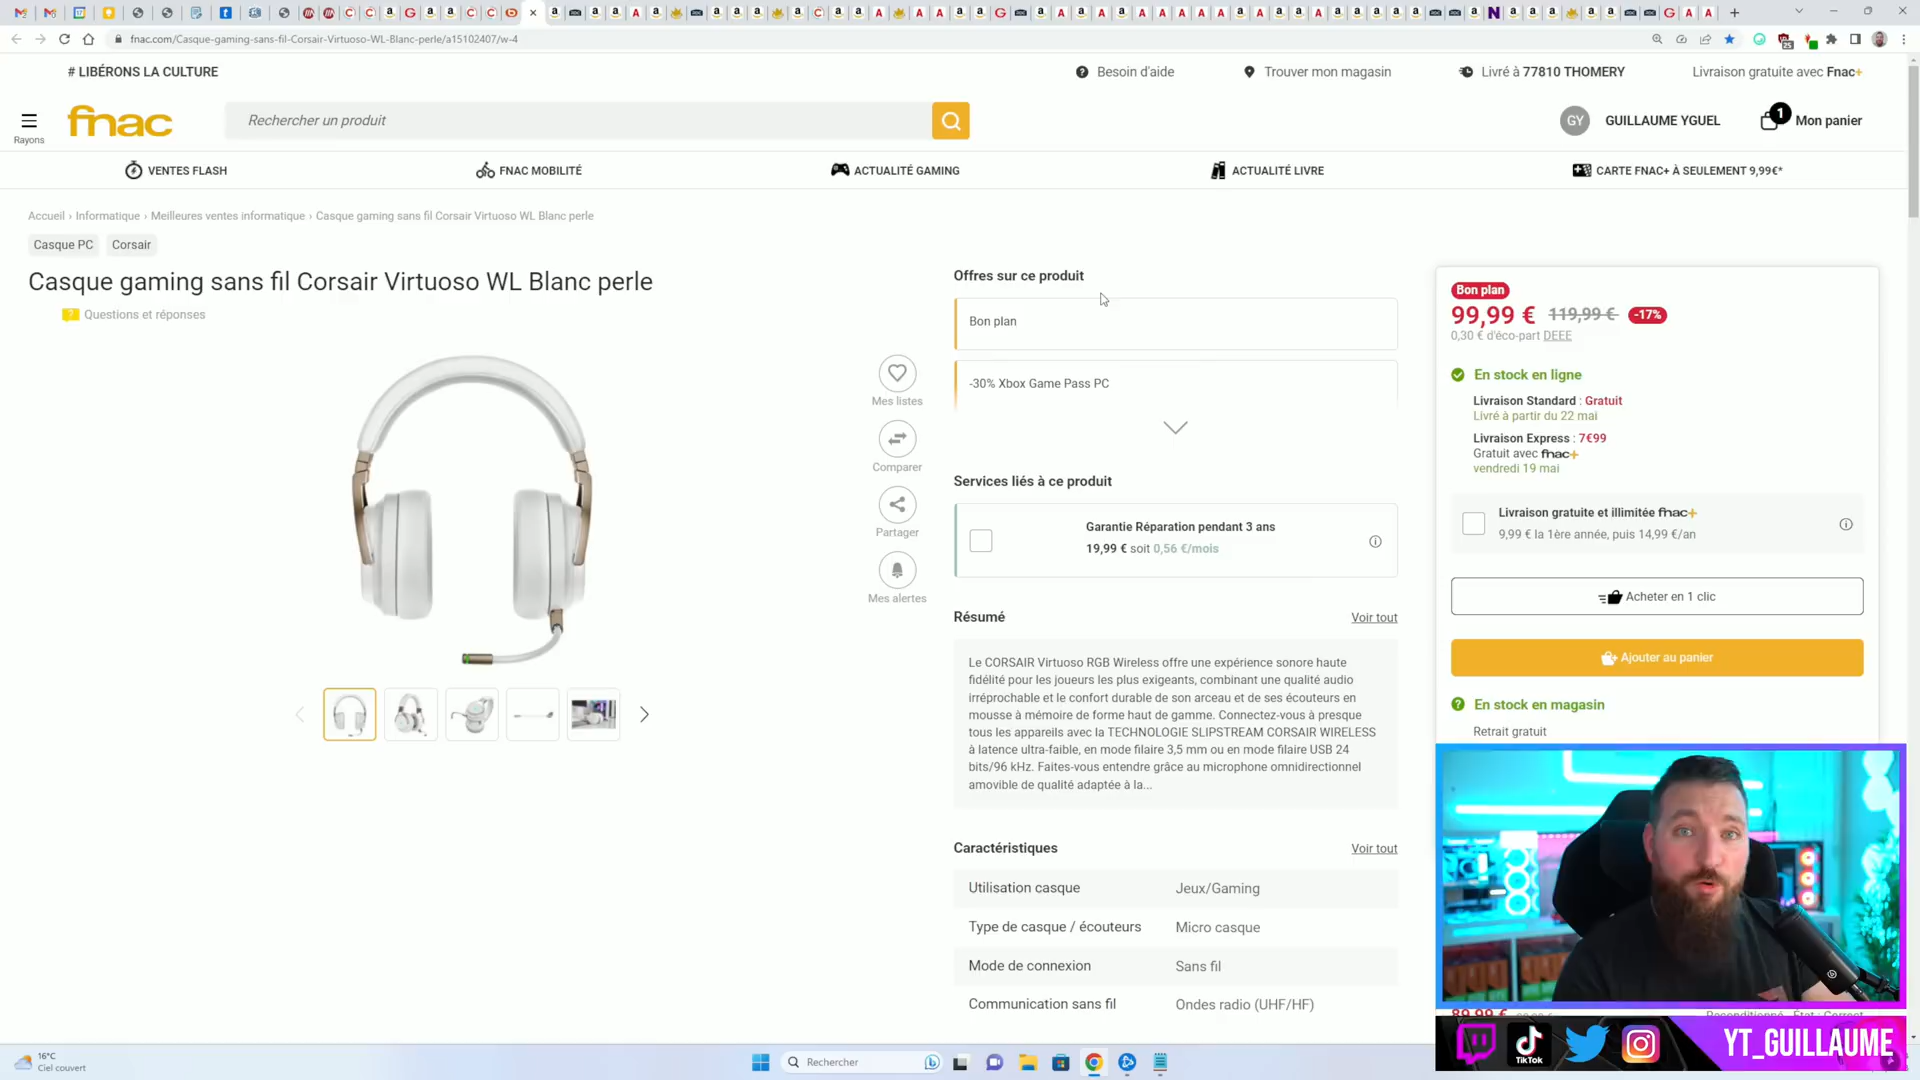 fnac.com/Casque-gaming-sans-fil-Corsair-Virtuoso-WL-Blanc-perle/a15102407/w-4
# LIBÉRONS LA CULTURE
Besoin d'aide
Trouver mon magasin
Livré à 77810 THOMERY
Livraison gratuite avec Fnac+
Rayons
fnac
Rechercher un produit
GY
GUILLAUME YGUEL
1
Mon panier
VENTES FLASH
FNAC MOBILITÉ
ACTUALITÉ GAMING
ACTUALITÉ LIVRE
CARTE FNAC+ À SEULEMENT 9,99€*
Accueil › Informatique › Meilleures ventes informatique › Casque gaming sans fil Corsair Virtuoso WL Blanc perle
Casque PC
Corsair
Casque gaming sans fil Corsair Virtuoso WL Blanc perle
Questions et réponses
Mes listes
Comparer
Partager
Mes alertes
Offres sur ce produit
Bon plan
-30% Xbox Game Pass PC
Services liés à ce produit
Garantie Réparation pendant 3 ans
19,99 € soit 0,56 €/mois
Résumé
Voir tout
Le CORSAIR Virtuoso RGB Wireless offre une expérience sonore haute
fidélité pour les joueurs les plus exigeants, combinant une qualité audio
irréprochable et le confort durable de son arceau et de ses écouteurs en
mousse à mémoire de forme haut de gamme. Connectez-vous à presque
tous les appareils avec la TECHNOLOGIE SLIPSTREAM CORSAIR WIRELESS
à latence ultra-faible, en mode filaire 3,5 mm ou en mode filaire USB 24
bits/96 kHz. Faites-vous entendre grâce au microphone omnidirectionnel
amovible de qualité adaptée à la...
Caractéristiques
Voir tout
Utilisation casque
Jeux/Gaming
Type de casque / écouteurs
Micro casque
Mode de connexion
Sans fil
Communication sans fil
Ondes radio (UHF/HF)
Bon plan
99,99 €
119,99 €
-17%
0,30 € d'éco-part DEEE
En stock en ligne
Livraison Standard : Gratuit
Livré à partir du 22 mai
Livraison Express : 7€99
Gratuit avec fnac+
vendredi 19 mai
Livraison gratuite et illimitée fnac+
9,99 € la 1ère année, puis 14,99 €/an
Acheter en 1 clic
Ajouter au panier
En stock en magasin
Retrait gratuit
TikTok
YT_GUILLAUME
16°C
Ciel couvert
Rechercher